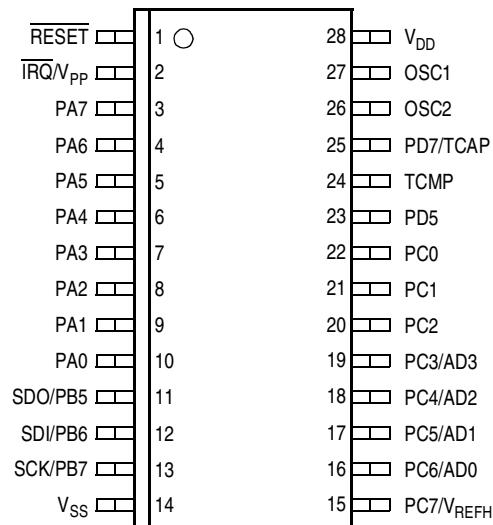 R̅E̅S̅E̅T̅ 1 28 VDD
I̅R̅Q̅/VPP 2 27 OSC1
PA7 3 26 OSC2
PA6 4 25 PD7/TCAP
PA5 5 24 TCMP
PA4 6 23 PD5
PA3 7 22 PC0
PA2 8 21 PC1
PA1 9 20 PC2
PA0 10 19 PC3/AD3
SDO/PB5 11 18 PC4/AD2
SDI/PB6 12 17 PC5/AD1
SCK/PB7 13 16 PC6/AD0
VSS 14 15 PC7/VREFH